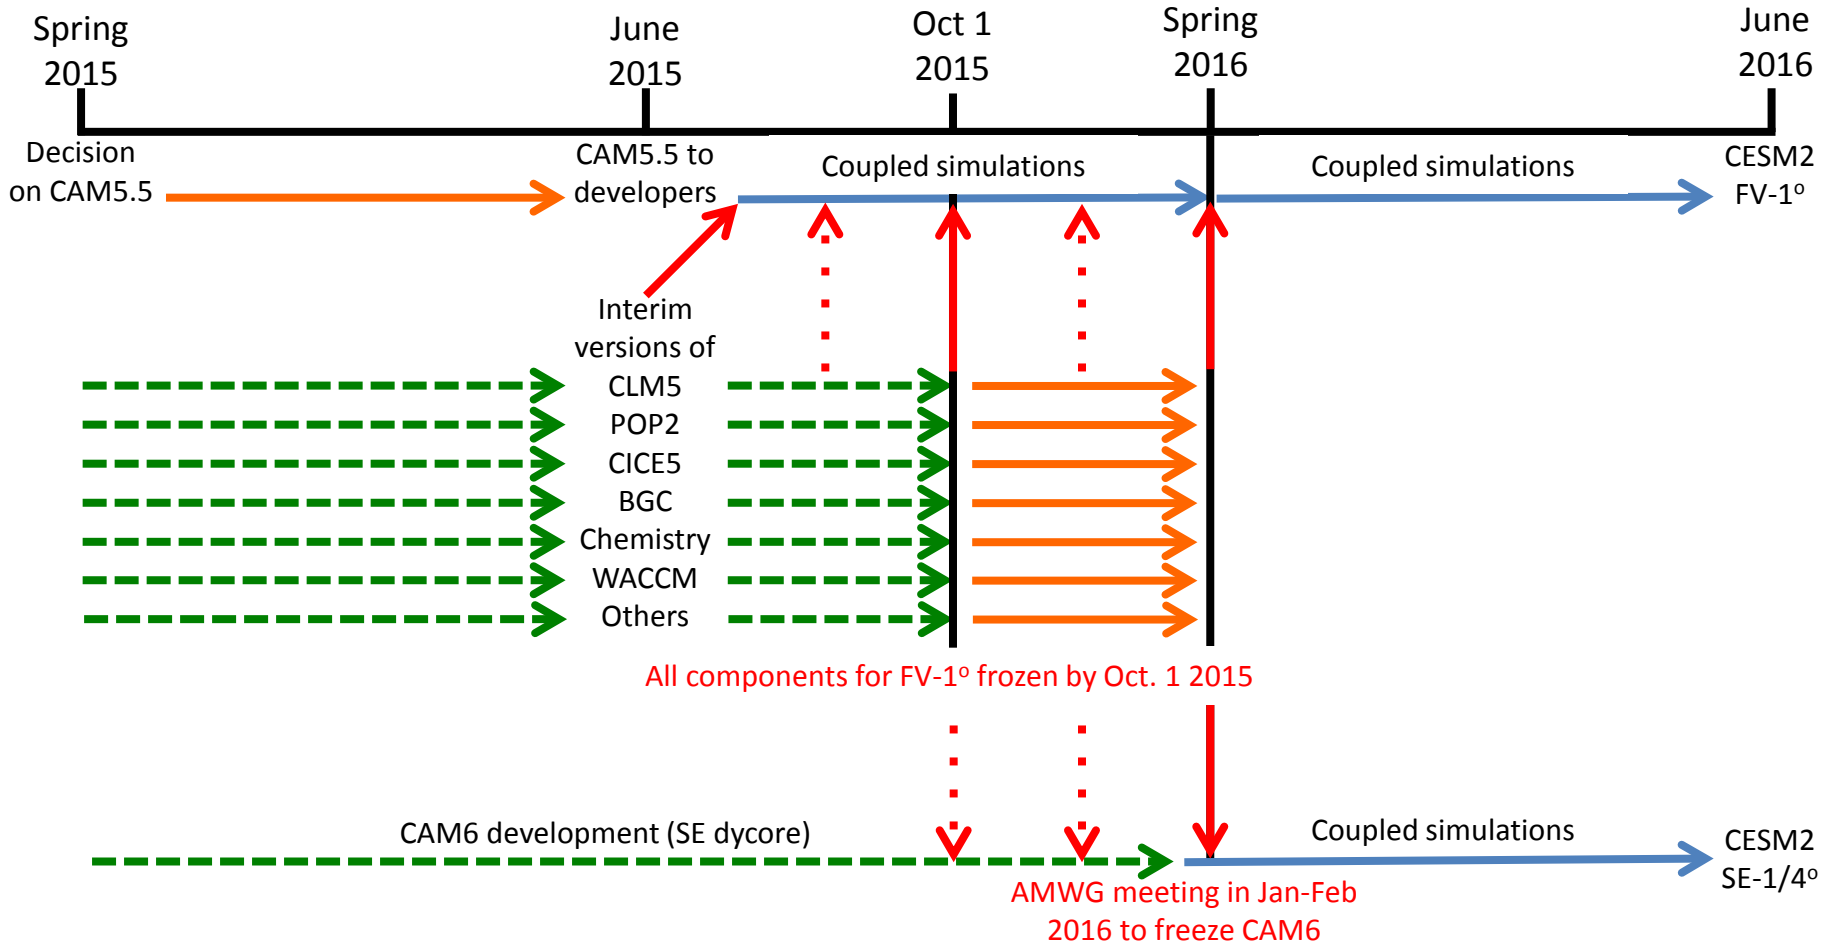 Spring
2015
June
2015
Oct 1
2015
Spring
2016
June
2016
Decision
on CAM5.5
CAM5.5 to
developers
Coupled simulations
Coupled simulations
CESM2
FV-1º
Interim
versions of
CLM5
POP2
CICE5
BGC
Chemistry
WACCM
Others
All components for FV-1º frozen by Oct. 1 2015
CAM6 development (SE dycore)
Coupled simulations
CESM2
SE-1/4º
AMWG meeting in Jan-Feb
2016 to freeze CAM6